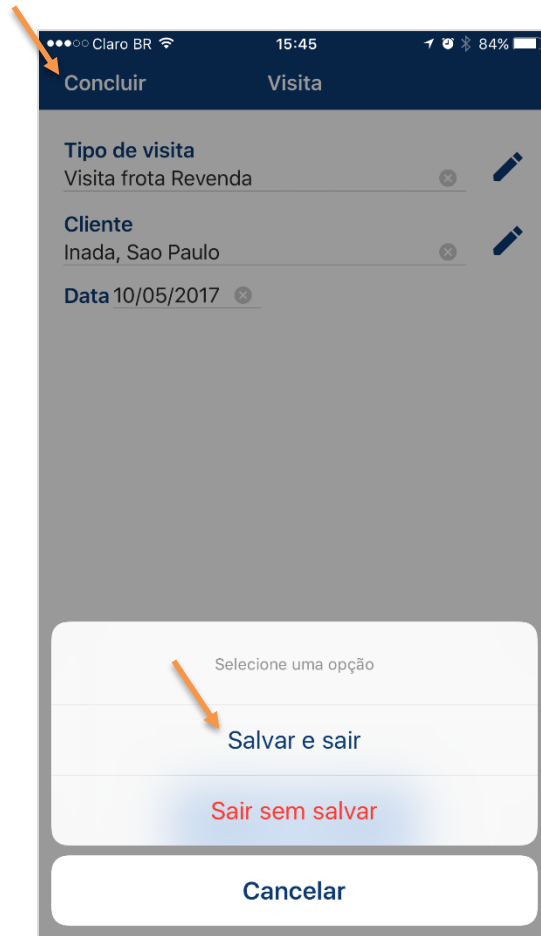 Claro BR 15:45 84%
Concluir Visita
Tipo de visita
Visita frota Revenda
Cliente
Inada, Sao Paulo
Data 10/05/2017
Selecione uma opção
Salvar e sair
Sair sem salvar
Cancelar